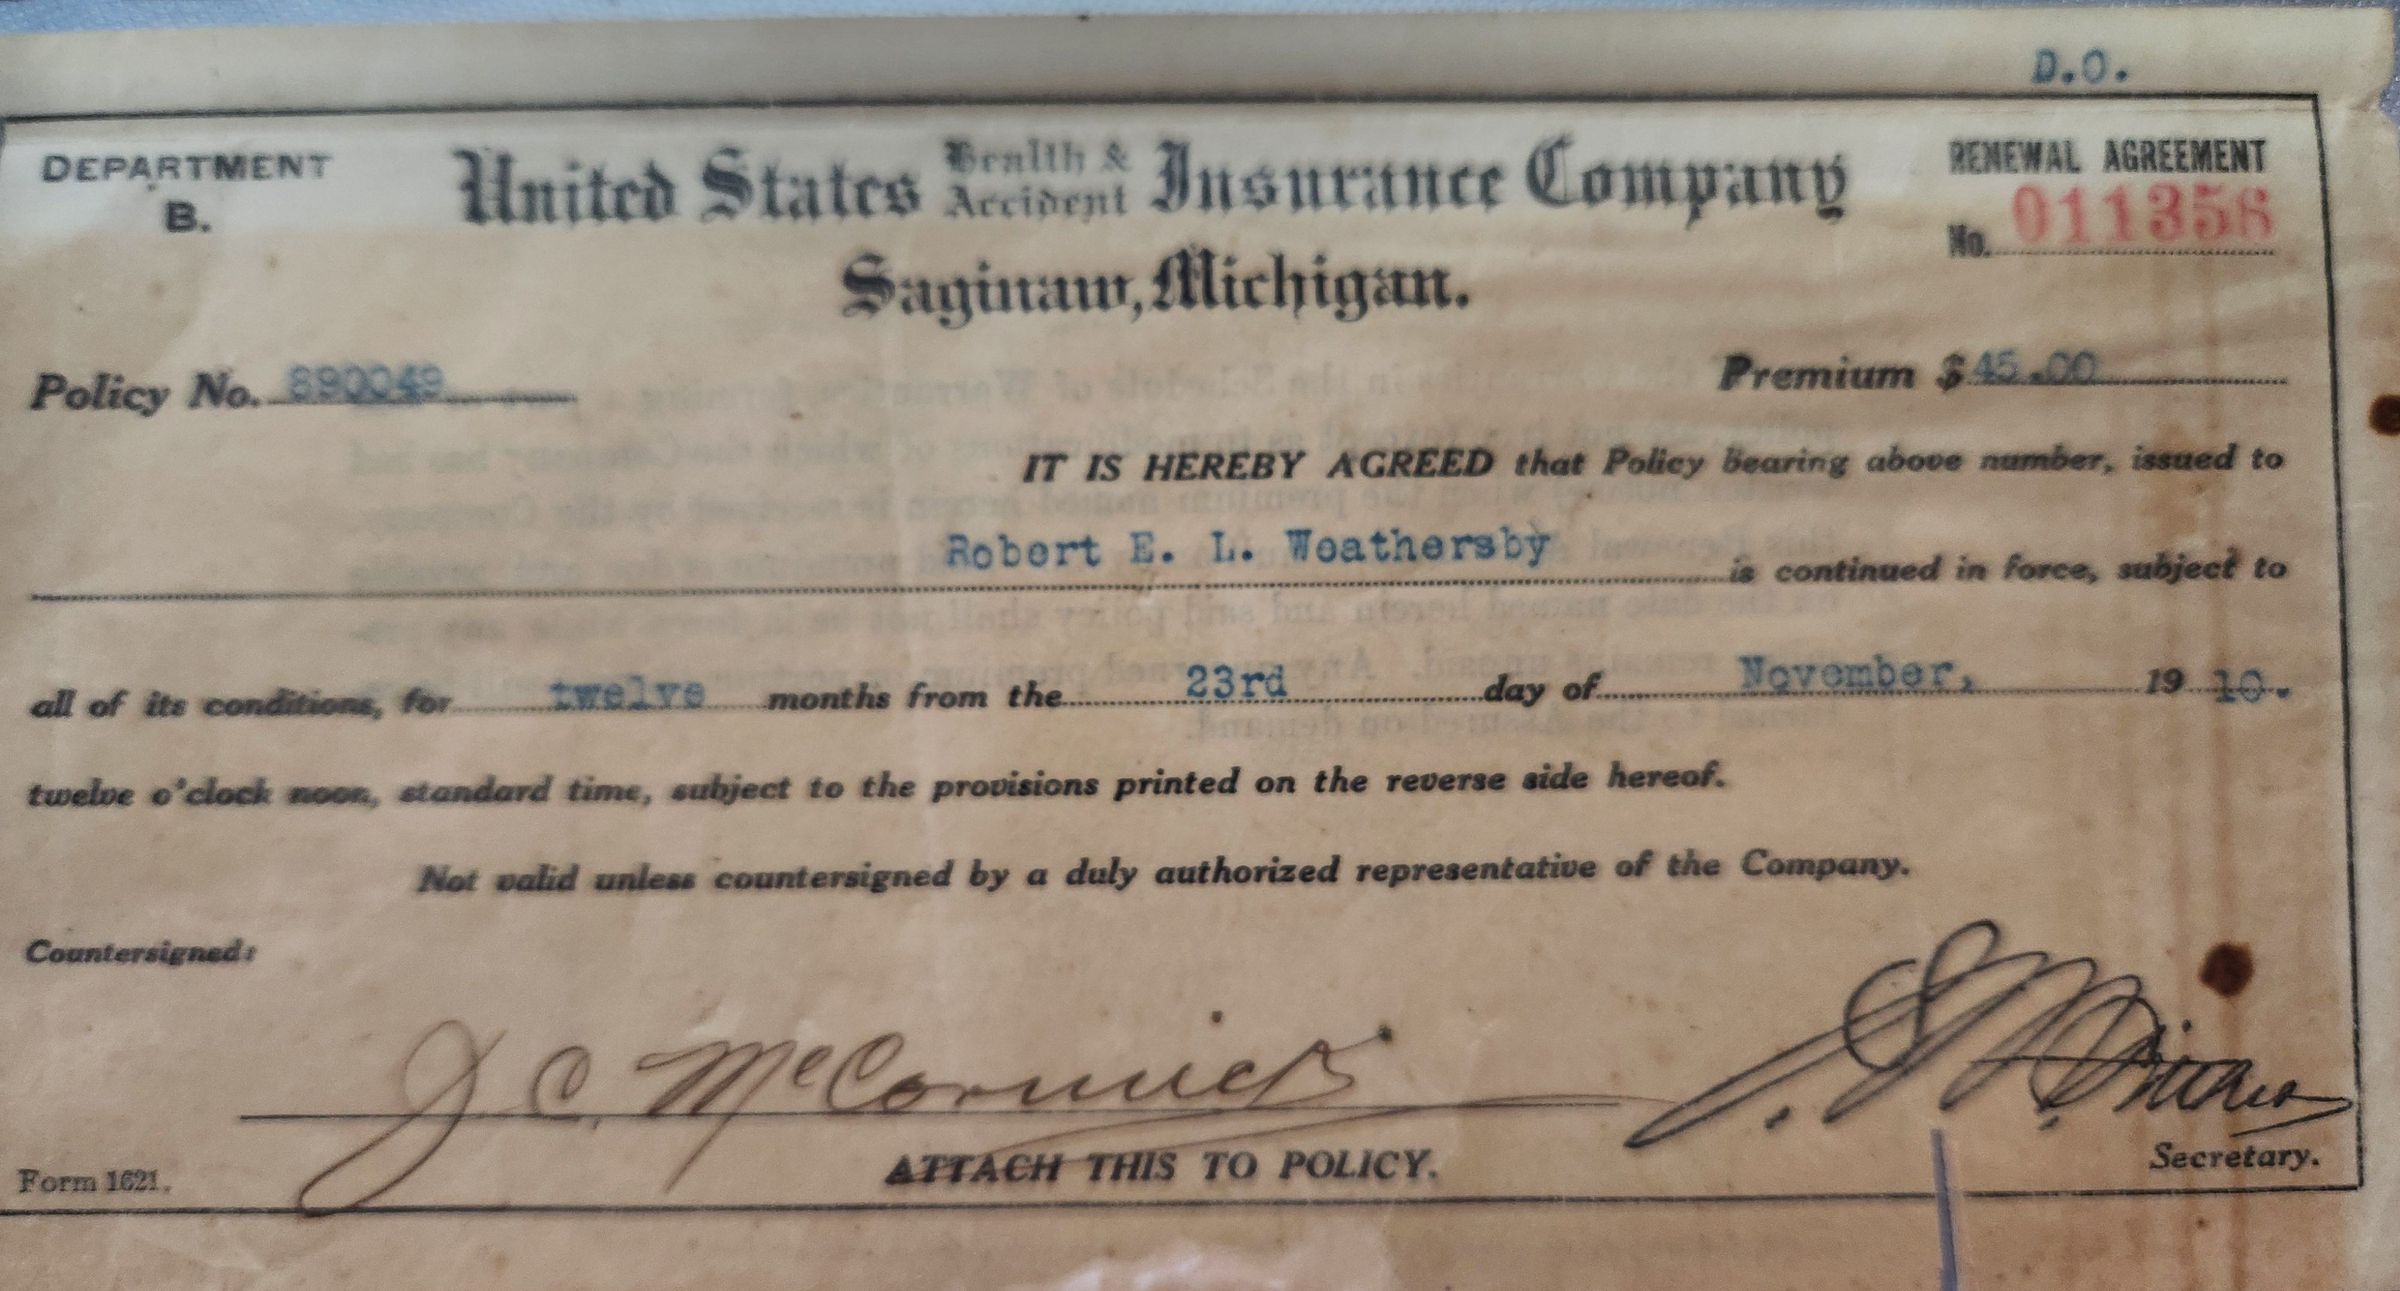 D.O.
DEPARTMENT
B.
United States Health & Accident Insurance Company
Saginaw, Michigan.
RENEWAL AGREEMENT
No. 011356
Policy No. 890049
Premium $45.00
IT IS HEREBY AGREED that Policy bearing above number, issued to
Robert E. L. Weathersby is continued in force, subject to
all of its conditions, for twelve months from the 23rd day of November, 1910.
twelve o'clock noon, standard time, subject to the provisions printed on the reverse side hereof.
Not valid unless countersigned by a duly authorized representative of the Company.
Countersigned:
J. C. McCormick
Secretary.
ATTACH THIS TO POLICY.
Form 1621.